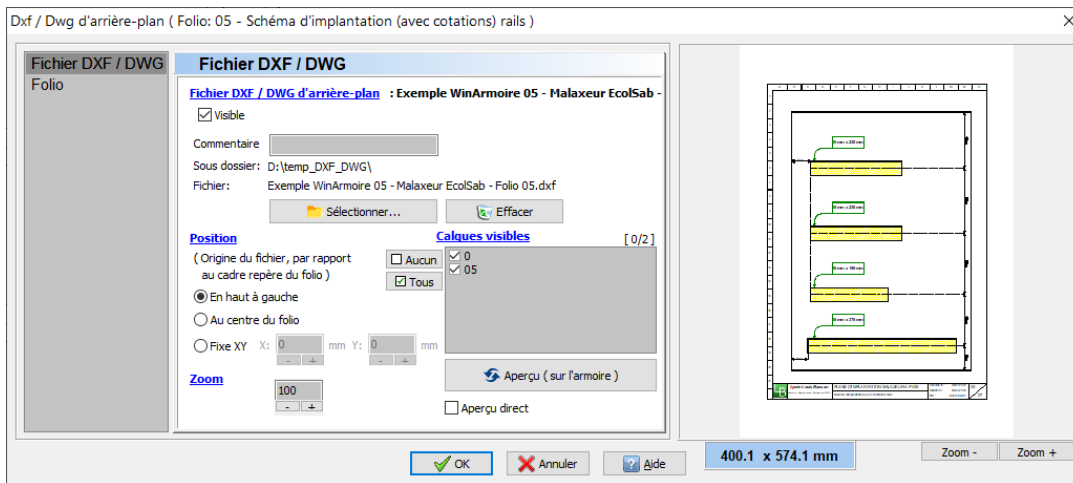 Dxf / Dwg d'arrière-plan ( Folio: 05 - Schéma d'implantation (avec cotations) rails )
Fichier DXF / DWG
Folio
Fichier DXF / DWG
Fichier DXF / DWG d'arrière-plan : Exemple WinArmoire 05 - Malaxeur EcolSab -
Visible
Commentaire
Sous dossier: D:\temp_DXF_DWG\
Fichier: Exemple WinArmoire 05 - Malaxeur EcolSab - Folio 05.dxf
Sélectionner...
Effacer
Position
( Origine du fichier, par rapport
au cadre repère du folio )
En haut à gauche
Au centre du folio
Fixe XY X: 0 mm Y: 0 mm
- + - +
Zoom
100
- +
Calques visibles [ 0/2 ]
Aucun
Tous
0
05
Aperçu ( sur l'armoire )
Aperçu direct
OK
Annuler
Aide
400.1 x 574.1 mm
Zoom -
Zoom +